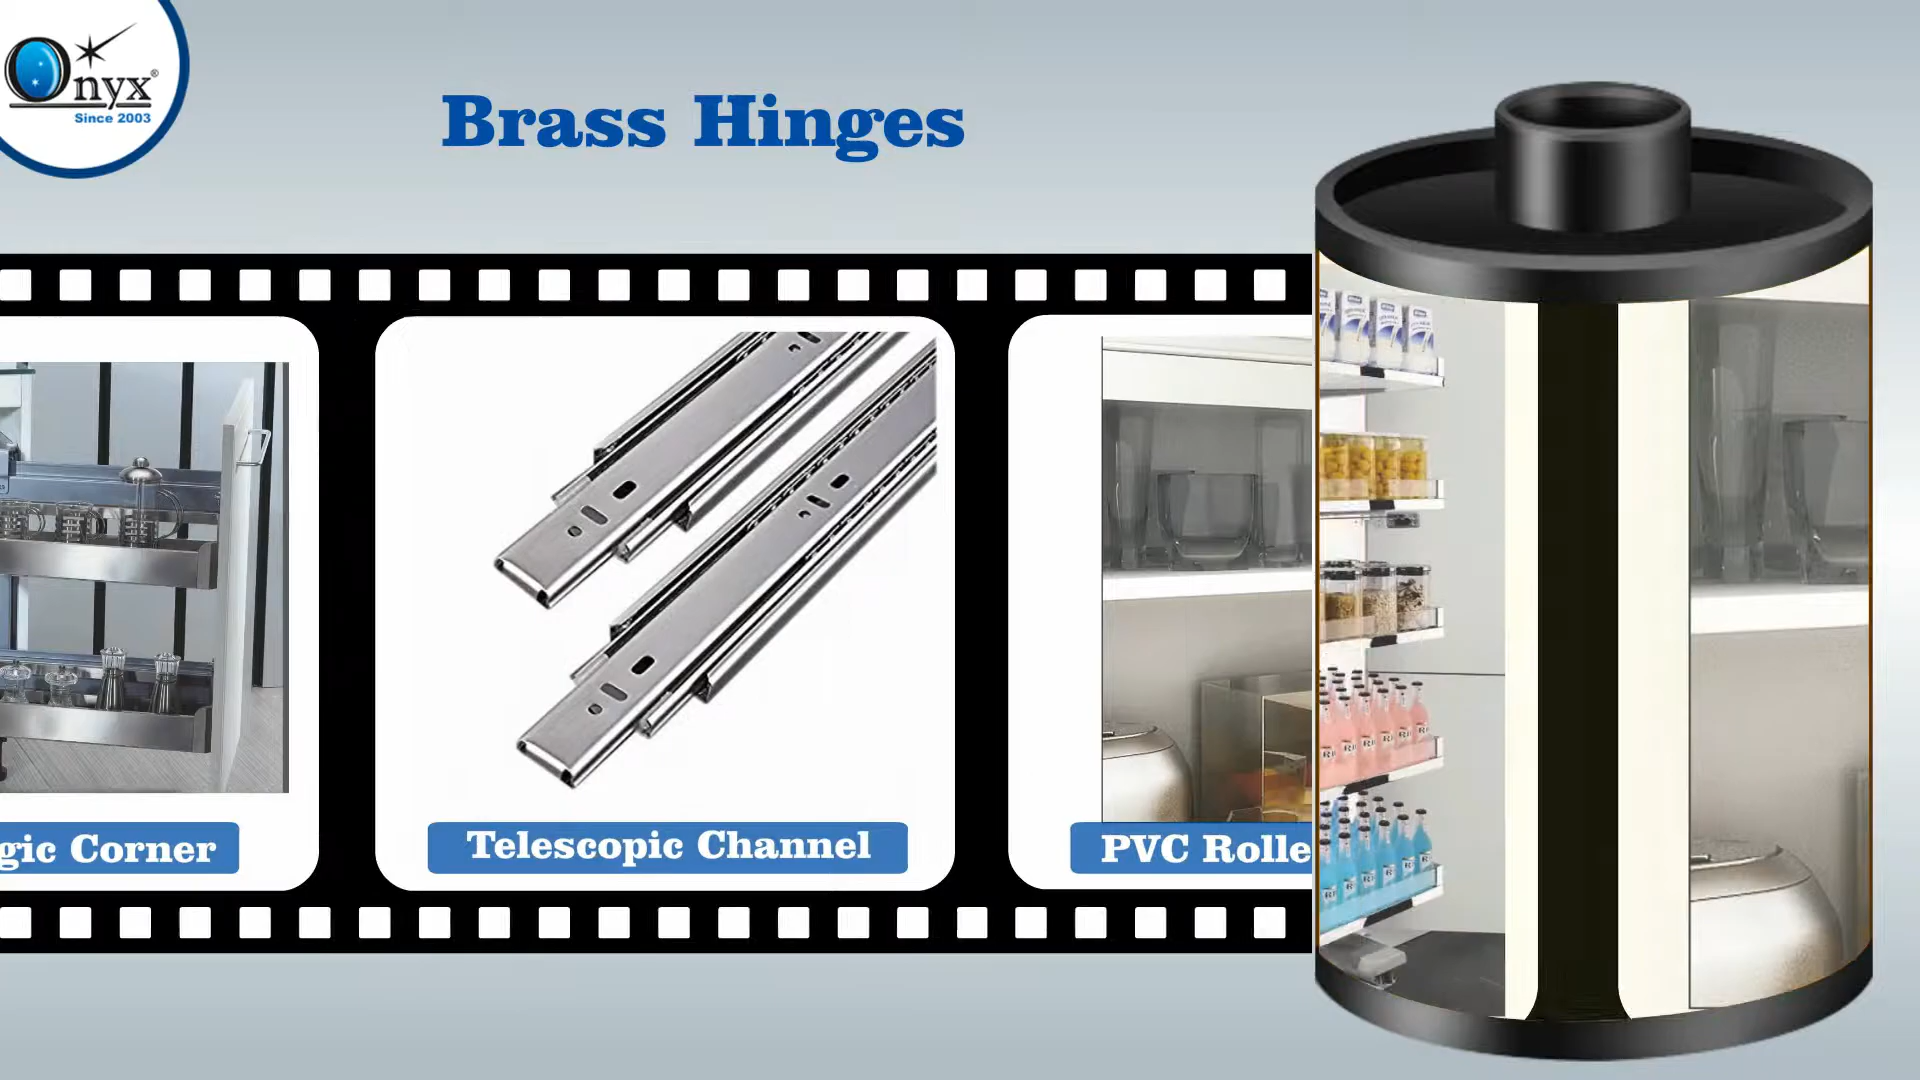 Onyx®
Since 2003
Brass Hinges
gic Corner
Telescopic Channel
PVC Rolle